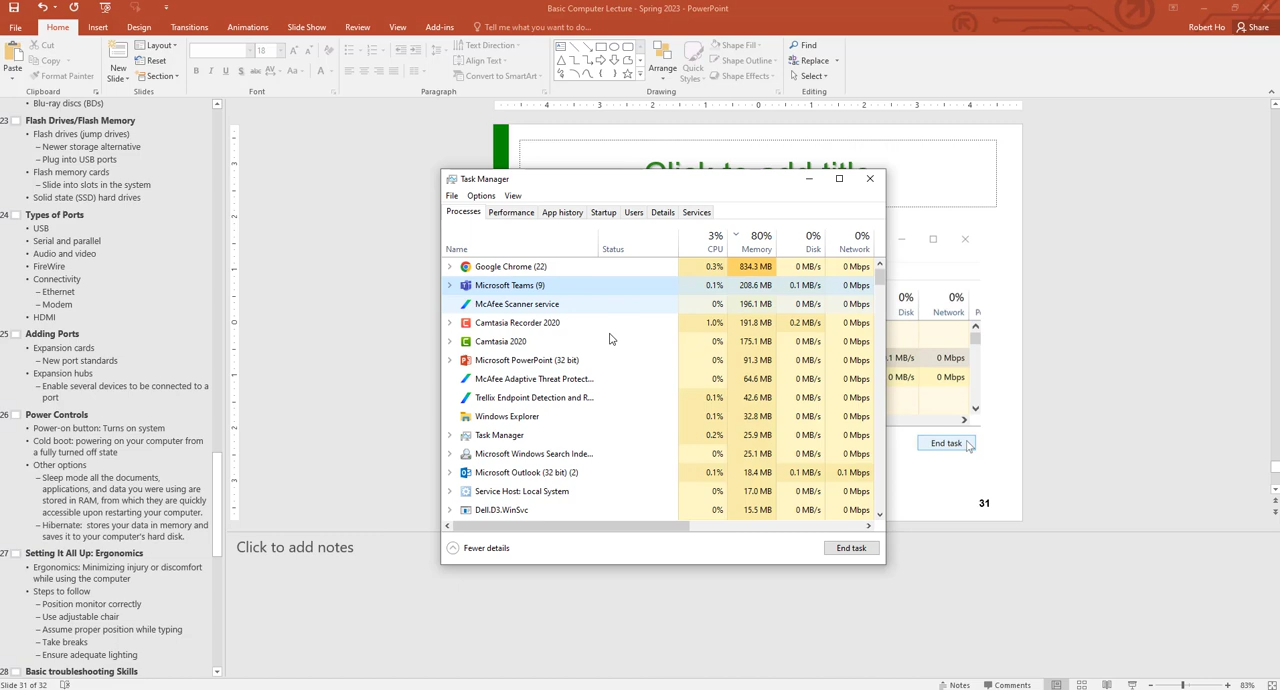 Basic Computer Lecture - Spring 2023 - PowerPoint
File Home Insert Design Transitions Animations Slide Show Review View Add-ins Tell me what you want to do... Robert Ho Share
Paste
Cut
Copy
Format Painter
Clipboard
New
Slide
Layout
Reset
Section
Slides
18
B I U S abc AV Aa A
Font
Text Direction
Align Text
Convert to SmartArt
Paragraph
Arrange
Quick
Styles
Shape Fill
Shape Outline
Shape Effects
Drawing
Find
Replace
Select
Editing
• Blu-ray discs (BDs)
23 Flash Drives/Flash Memory
• Flash drives (jump drives)
– Newer storage alternative
– Plug into USB ports
• Flash memory cards
– Slide into slots in the system
• Solid state (SSD) hard drives
24 Types of Ports
• USB
• Serial and parallel
• Audio and video
• FireWire
• Connectivity
– Ethernet
– Modem
• HDMI
25 Adding Ports
• Expansion cards
– New port standards
• Expansion hubs
– Enable several devices to be connected to a
port
26 Power Controls
• Power-on button: Turns on system
• Cold boot: powering on your computer from
a fully turned off state
• Other options
– Sleep mode all the documents,
applications, and data you were using are
stored in RAM, from which they are quickly
accessible upon restarting your computer.
– Hibernate: stores your data in memory and
saves it to your computer's hard disk.
27 Setting It All Up: Ergonomics
• Ergonomics: Minimizing injury or discomfort
while using the computer
• Steps to follow
– Position monitor correctly
– Use adjustable chair
– Assume proper position while typing
– Take breaks
– Ensure adequate lighting
28 Basic troubleshooting Skills
Click to add title
Task Manager
File Options View
Processes Performance App history Startup Users Details Services
3% 80% 0% 0%
Name Status CPU Memory Disk Network
Google Chrome (22) 0.3% 834.3 MB 0 MB/s 0 Mbps
Microsoft Teams (9) 0.1% 208.6 MB 0.1 MB/s 0 Mbps
McAfee Scanner service 0% 196.1 MB 0 MB/s 0 Mbps
Camtasia Recorder 2020 1.0% 191.8 MB 0.2 MB/s 0 Mbps
Camtasia 2020 0% 175.1 MB 0 MB/s 0 Mbps
Microsoft PowerPoint (32 bit) 0% 91.3 MB 0 MB/s 0 Mbps
McAfee Adaptive Threat Protect... 0% 64.6 MB 0 MB/s 0 Mbps
Trellix Endpoint Detection and R... 0.1% 42.6 MB 0 MB/s 0 Mbps
Windows Explorer 0.1% 32.8 MB 0 MB/s 0 Mbps
Task Manager 0.2% 25.9 MB 0 MB/s 0 Mbps
Microsoft Windows Search Inde... 0% 25.1 MB 0 MB/s 0 Mbps
Microsoft Outlook (32 bit) (2) 0.1% 18.4 MB 0.1 MB/s 0.1 Mbps
Service Host: Local System 0% 17.0 MB 0 MB/s 0 Mbps
Dell.D3.WinSvc 0% 15.5 MB 0 MB/s 0 Mbps
Fewer details End task
0% 0%
Disk Network
.1 MB/s 0 Mbps
0 MB/s 0 Mbps
End task
31
Click to add notes
Slide 31 of 32 Notes Comments 83%